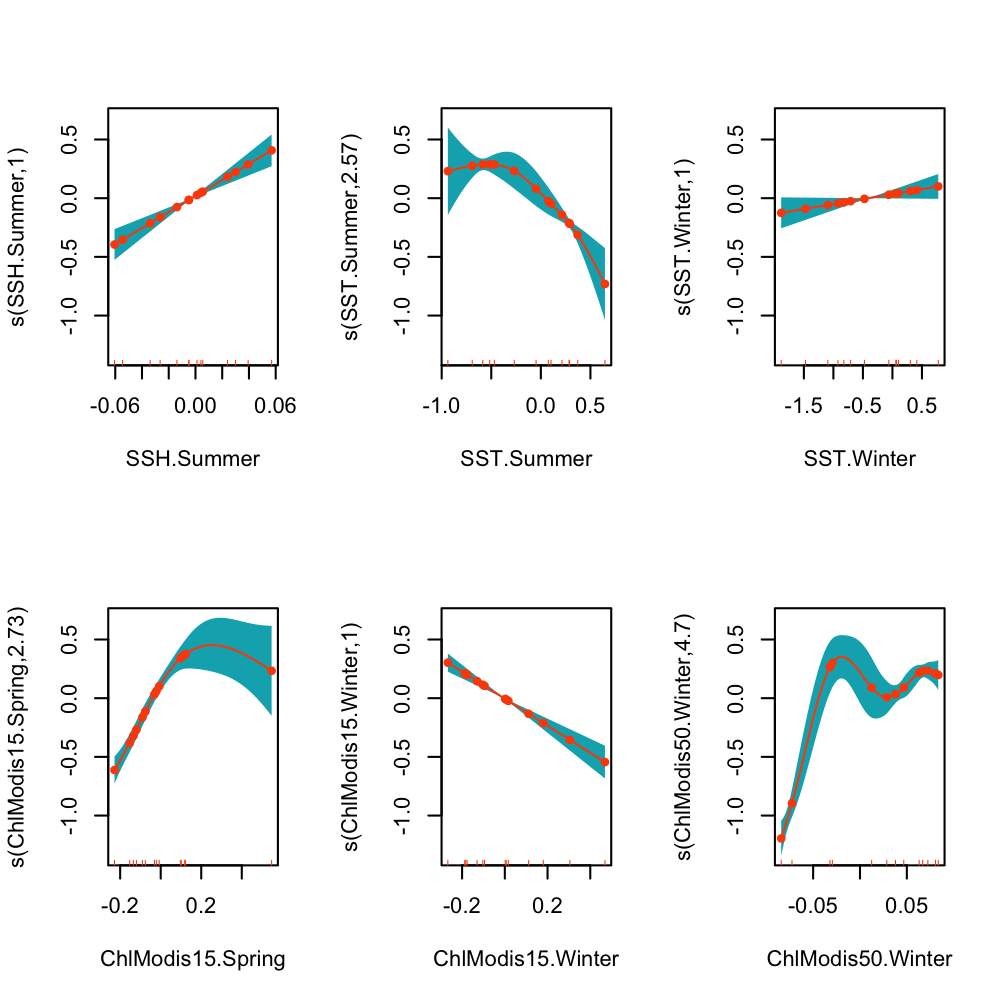 s(SSH.Summer,1)
-1.0 -0.5 0.0 0.5
-0.06 0.00 0.06
SSH.Summer
s(SST.Summer,2.57)
-1.0 -0.5 0.0 0.5
-1.0 0.0 0.5
SST.Summer
s(SST.Winter,1)
-1.0 -0.5 0.0 0.5
-1.5 -0.5 0.5
SST.Winter
s(ChlModis15.Spring,2.73)
-1.0 -0.5 0.0 0.5
-0.2 0.2
ChlModis15.Spring
s(ChlModis15.Winter,1)
-1.0 -0.5 0.0 0.5
-0.2 0.2
ChlModis15.Winter
s(ChlModis50.Winter,4.7)
-1.0 -0.5 0.0 0.5
-0.05 0.05
ChlModis50.Winter